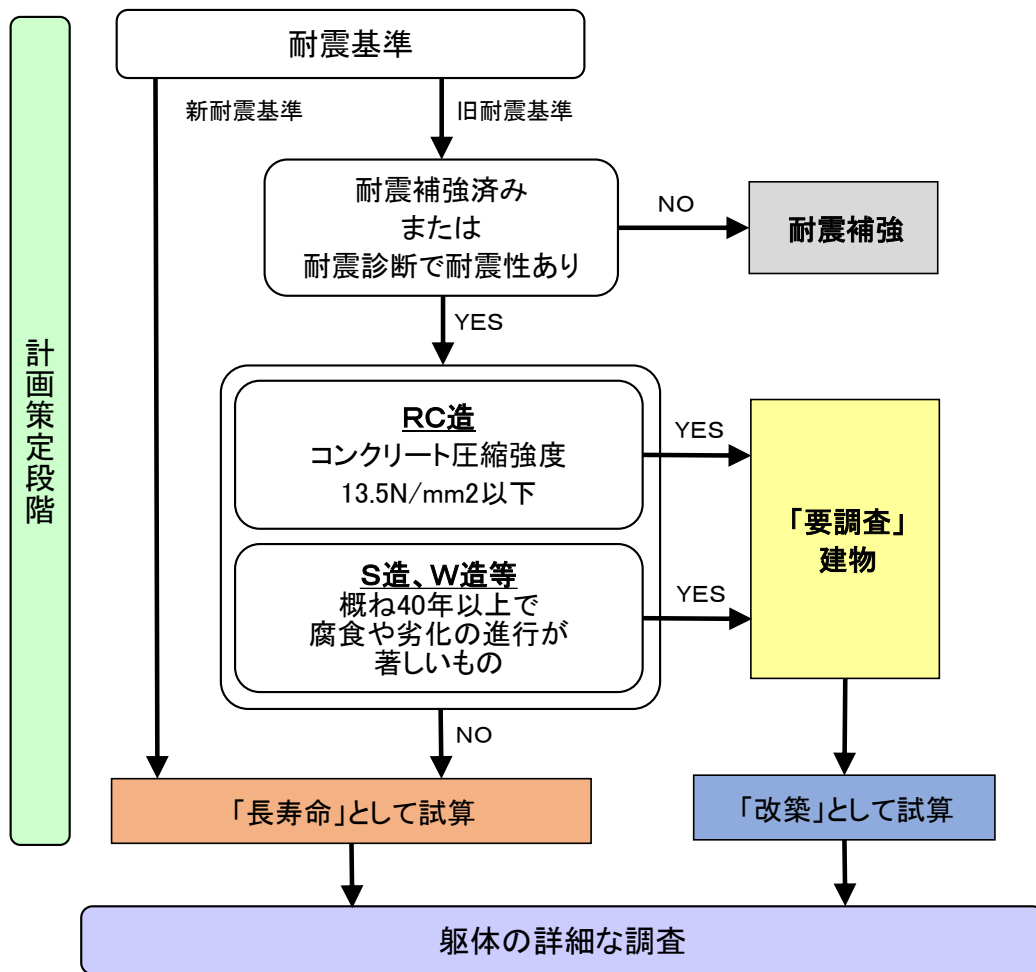 計画策定段階
耐震基準
新耐震基準
旧耐震基準
耐震補強済み
または
耐震診断で耐震性あり
NO
耐震補強
YES
RC造
コンクリート圧縮強度
13.5N/mm2以下
YES
S造、W造等
概ね40年以上で
腐食や劣化の進行が
著しいもの
YES
「要調査」
建物
NO
「長寿命」として試算
「改築」として試算
躯体の詳細な調査